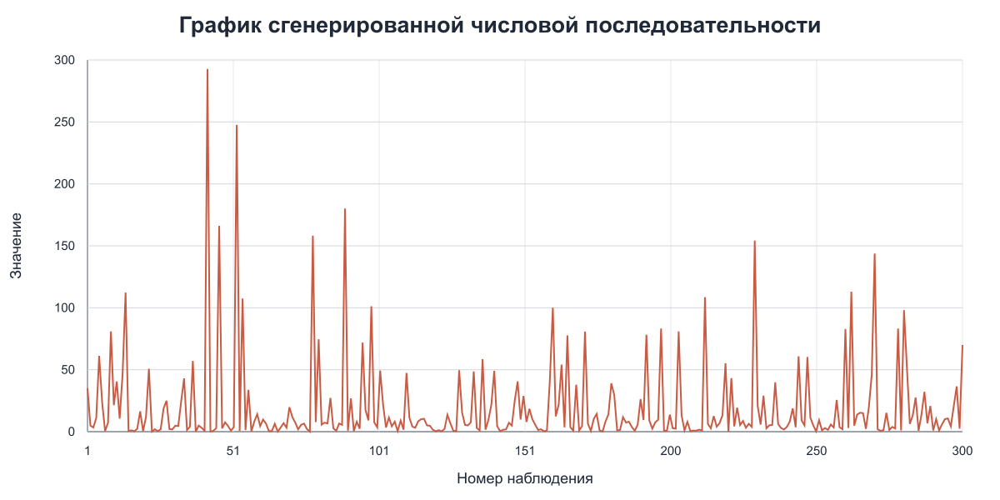 График сгенерированной числовой последовательности
300
250
200
150
100
50
0
Значение
1 51 101 151 200 250 300
Номер наблюдения